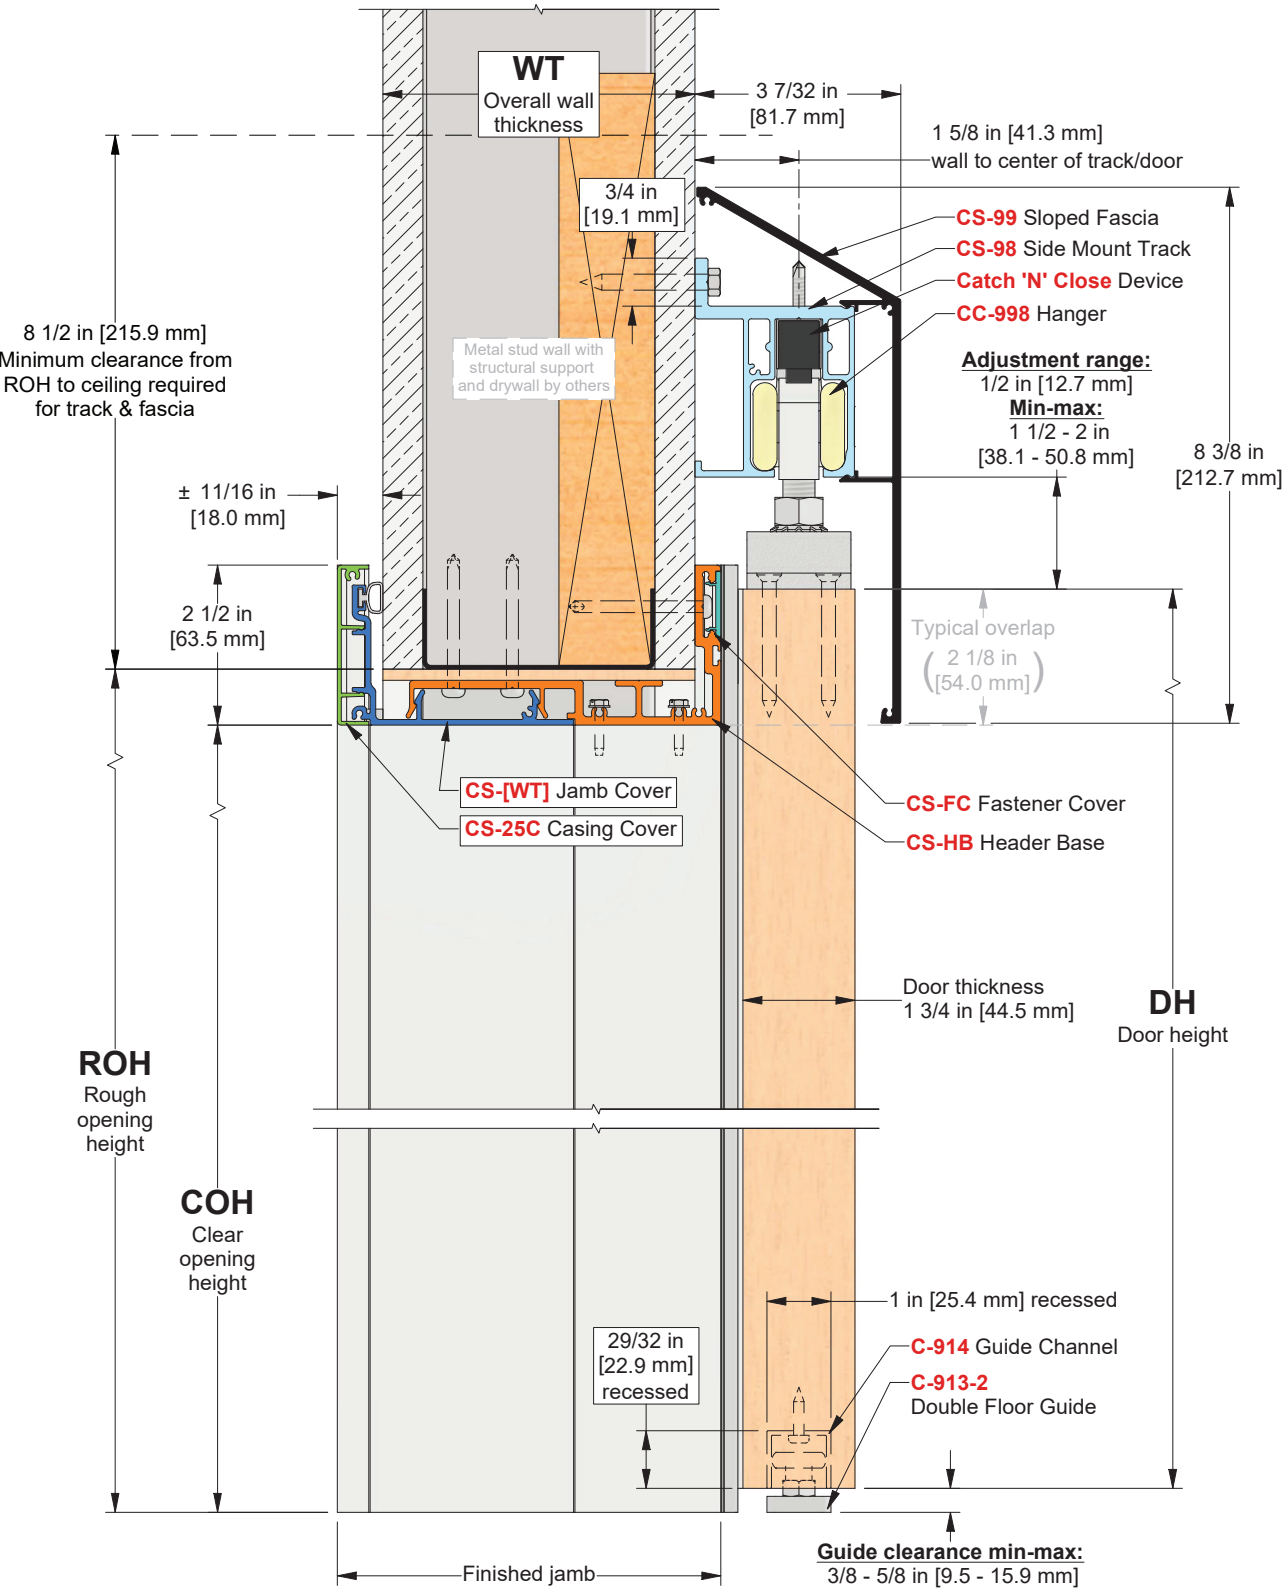 WT
Overall wall
thickness
3 7/32 in
[81.7 mm]
1 5/8 in [41.3 mm]
wall to center of track/door
3/4 in
[19.1 mm]
CS-99 Sloped Fascia
CS-98 Side Mount Track
Catch 'N' Close Device
CC-998 Hanger
8 1/2 in [215.9 mm]
Minimum clearance from
ROH to ceiling required
for track & fascia
Metal stud wall with
structural support
and drywall by others
Adjustment range:
1/2 in [12.7 mm]
Min-max:
1 1/2 - 2 in
[38.1 - 50.8 mm]
8 3/8 in
[212.7 mm]
± 11/16 in
[18.0 mm]
2 1/2 in
[63.5 mm]
Typical overlap
(2 1/8 in
[54.0 mm])
CS-[WT] Jamb Cover
CS-25C Casing Cover
CS-FC Fastener Cover
CS-HB Header Base
Door thickness
1 3/4 in [44.5 mm]
DH
Door height
ROH
Rough
opening
height
COH
Clear
opening
height
1 in [25.4 mm] recessed
29/32 in
[22.9 mm]
recessed
C-914 Guide Channel
C-913-2
Double Floor Guide
Finished jamb
Guide clearance min-max:
3/8 - 5/8 in [9.5 - 15.9 mm]